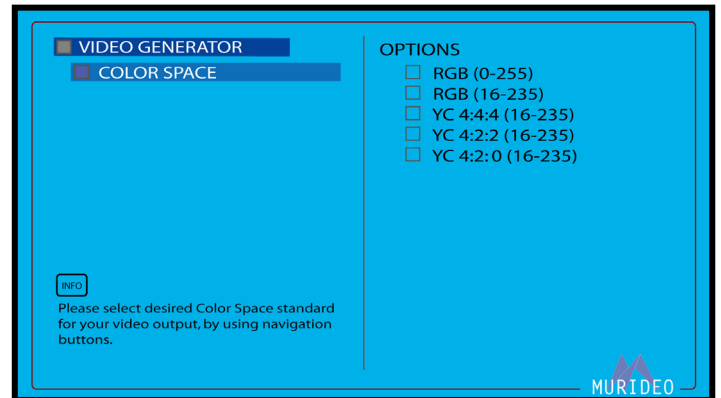 VIDEO GENERATOR
COLOR SPACE
OPTIONS
RGB (0-255)
RGB (16-235)
YC 4:4:4 (16-235)
YC 4:2:2 (16-235)
YC 4:2:0 (16-235)
INFO
Please select desired Color Space standard
for your video output, by using navigation
buttons.
MURIDEO